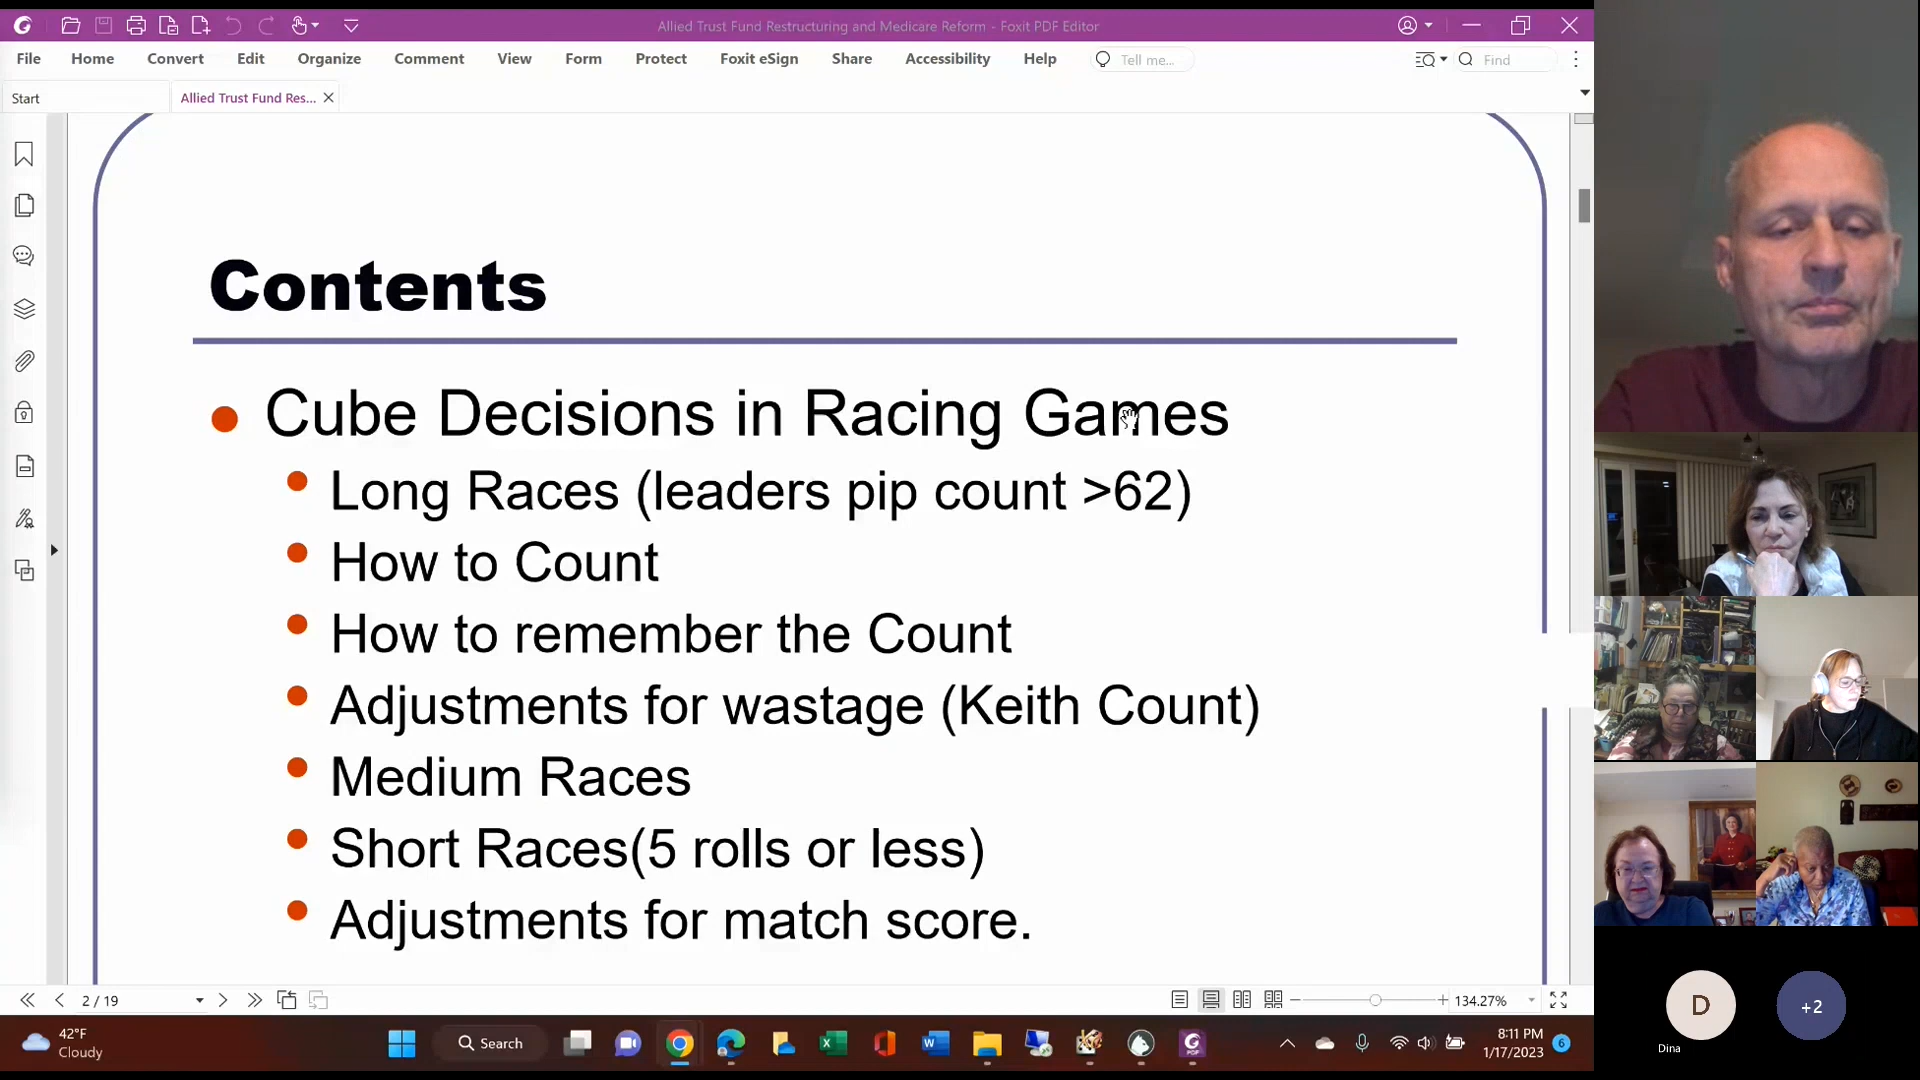 Allied Trust Fund Restructuring and Medicare Reform - Foxit PDF Editor
File Home Convert Edit Organize Comment View Form Protect Foxit eSign Share Accessibility Help Tell me... Find
Start Allied Trust Fund Res...
Contents
Cube Decisions in Racing Games
Long Races (leaders pip count >62)
How to Count
How to remember the Count
Adjustments for wastage (Keith Count)
Medium Races
Short Races(5 rolls or less)
Adjustments for match score.
2 / 19
134.27%
42°F
Cloudy
Search
8:11 PM
1/17/2023
6
D
+2
Dina